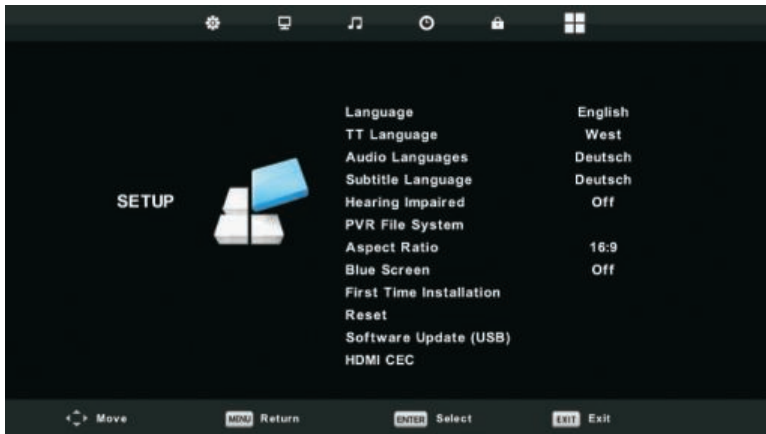 Language English
TT Language West
Audio Languages Deutsch
Subtitle Language Deutsch
SETUP
Hearing Impaired Off
PVR File System
Aspect Ratio 16:9
Blue Screen Off
First Time Installation
Reset
Software Update (USB)
HDMI CEC
Move MENU Return ENTER Select EXIT Exit